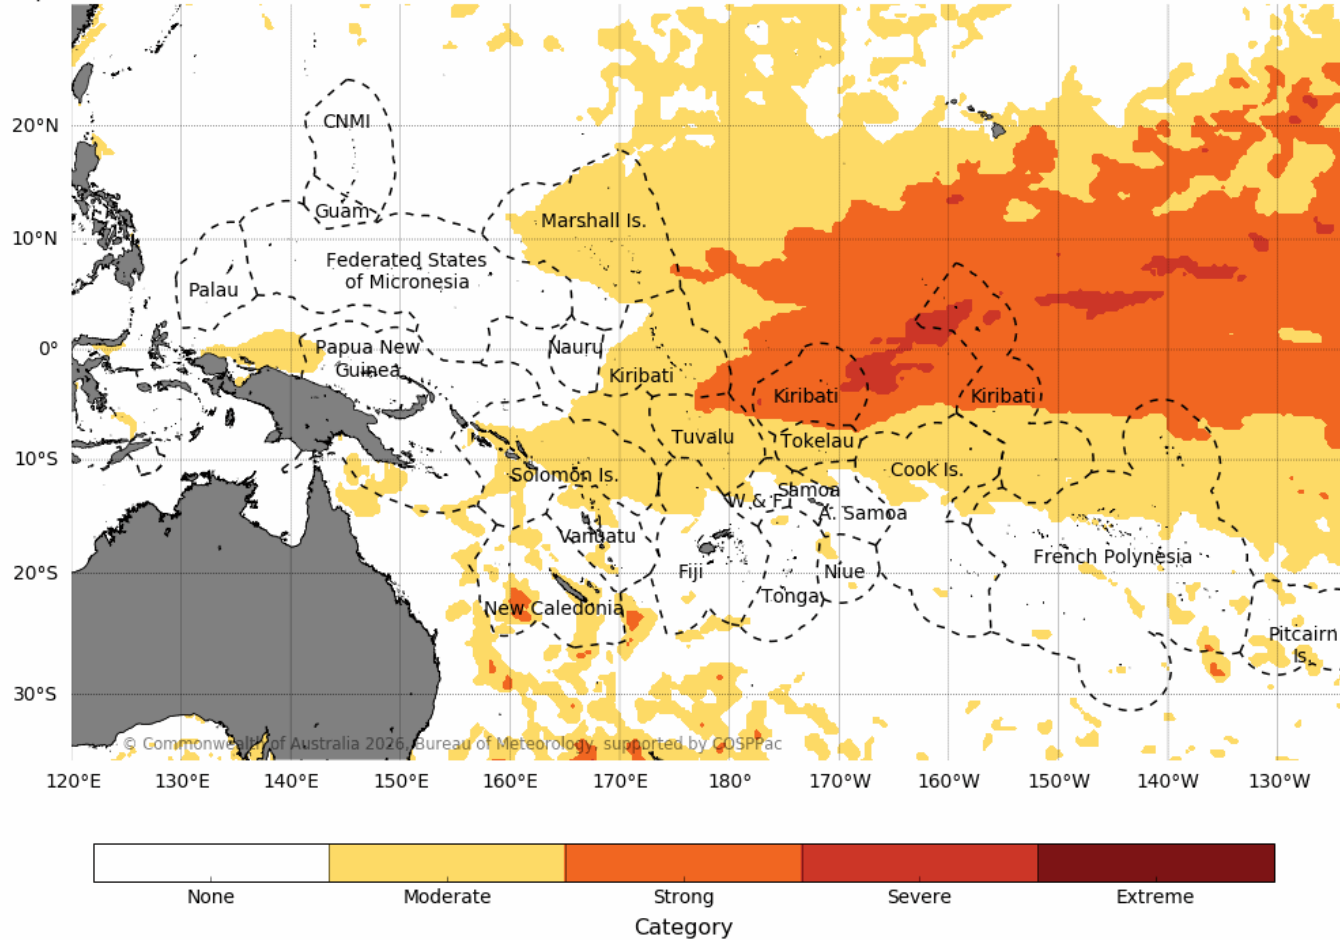 20°N
10°N
0°
10°S
20°S
30°S
CNMI
Guam
Marshall Is.
Federated States
of Micronesia
Palau
Papua New
Guinea
Nauru
Kiribati
Kiribati
Kiribati
Tuvalu
Tokelau
Solomon Is.
Cook Is.
W & F
Samoa
A. Samoa
Vanuatu
French Polynesia
Fiji
Niue
Tonga
New Caledonia
Pitcairn
Is.
© Commonwealth of Australia 2026, Bureau of Meteorology, supported by COSPPac
120°E 130°E 140°E 150°E 160°E 170°E 180° 170°W 160°W 150°W 140°W 130°W
None Moderate Strong Severe Extreme
Category